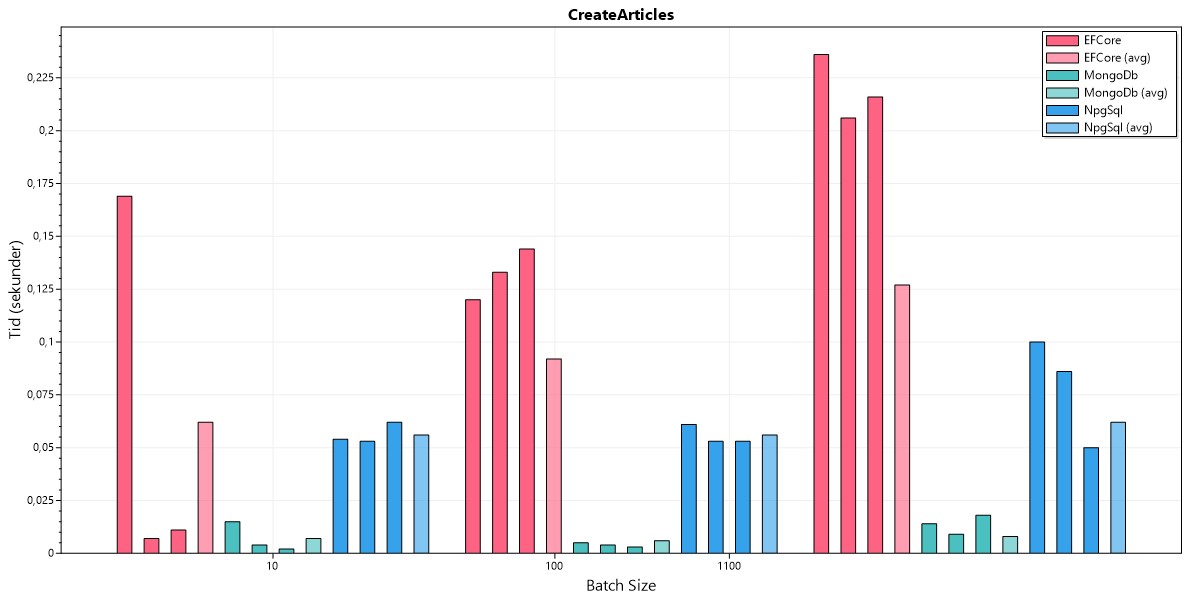 CreateArticles
EFCore
EFCore (avg)
MongoDb
MongoDb (avg)
NpgSql
NpgSql (avg)
0,225
0,2
0,175
0,15
0,125
0,1
0,075
0,05
0,025
0
Tid (sekunder)
10
100
1100
Batch Size